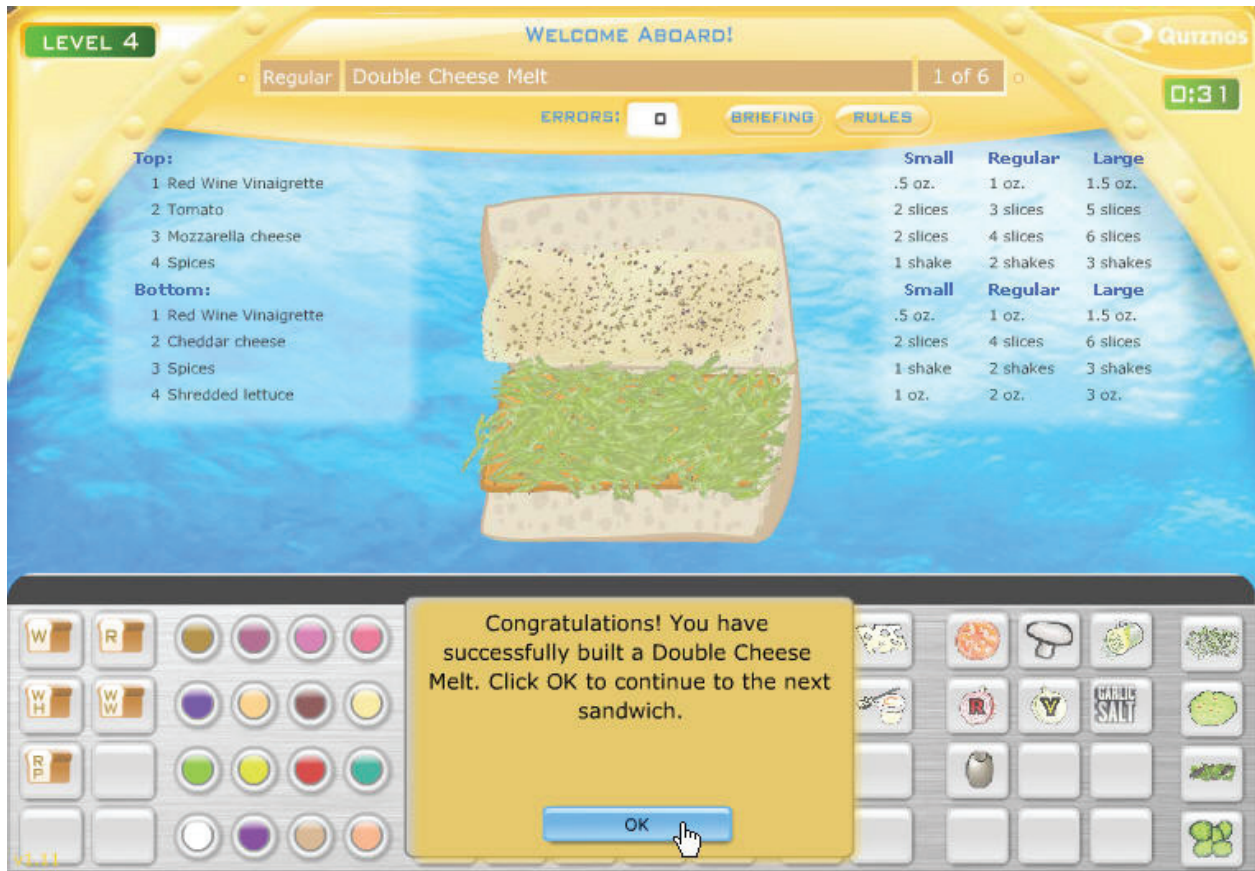 LEVEL 4
WELCOME ABOARD!
Quiznos
Regular Double Cheese Melt 1 of 6
0:31
ERRORS: 0 BRIEFING RULES
Top: Small Regular Large
1 Red Wine Vinaigrette .5 oz. 1 oz. 1.5 oz.
2 Tomato 2 slices 3 slices 5 slices
3 Mozzarella cheese 2 slices 4 slices 6 slices
4 Spices 1 shake 2 shakes 3 shakes
Bottom: Small Regular Large
1 Red Wine Vinaigrette .5 oz. 1 oz. 1.5 oz.
2 Cheddar cheese 2 slices 4 slices 6 slices
3 Spices 1 shake 2 shakes 3 shakes
4 Shredded lettuce 1 oz. 2 oz. 3 oz.
Congratulations! You have
successfully built a Double Cheese
Melt. Click OK to continue to the next
sandwich.
OK
W R
WH WW R Y GARLIC SALT
RP
v1.11